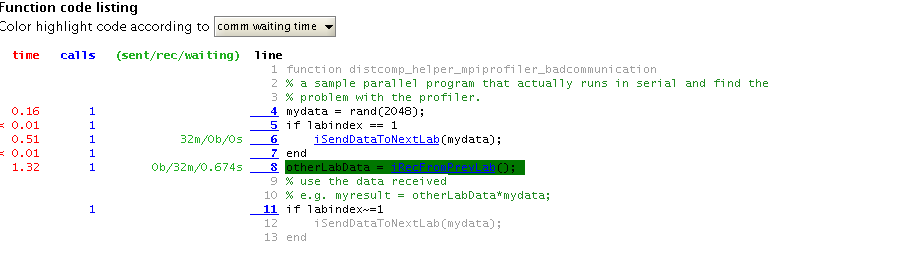 Function code listing
Color highlight code according to comm waiting time
time calls (sent/rec/waiting) line
1 function distcomp_helper_mpiprofiler_badcommunication
2 % a sample parallel program that actually runs in serial and find the
3 % problem with the profiler.
0.16 1 4 mydata = rand(2048);
< 0.01 1 5 if labindex == 1
0.51 1 32m/0b/0s 6 iSendDataToNextLab(mydata);
< 0.01 1 7 end
1.32 1 0b/32m/0.674s 8 otherLabData = iRecFromPrevLab();
9 % use the data received
10 % e.g. myresult = otherLabData*mydata;
1 11 if labindex~=1
12 iSendDataToNextLab(mydata);
13 end